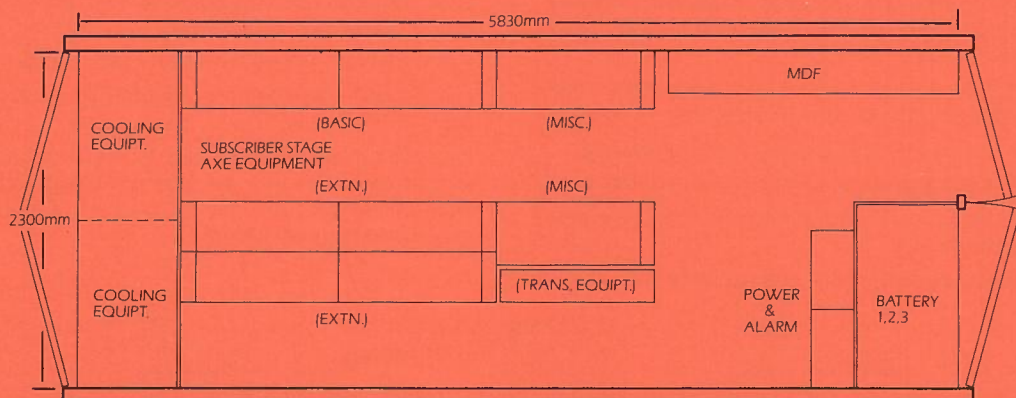 5830mm
MDF
(BASIC)
(MISC.)
COOLING
EQUIPT.
SUBSCRIBER STAGE
AXE EQUIPMENT
(EXTN.)
(MISC)
2300mm
COOLING
EQUIPT.
(TRANS. EQUIPT.)
(EXTN.)
POWER
&
ALARM
BATTERY
1,2,3